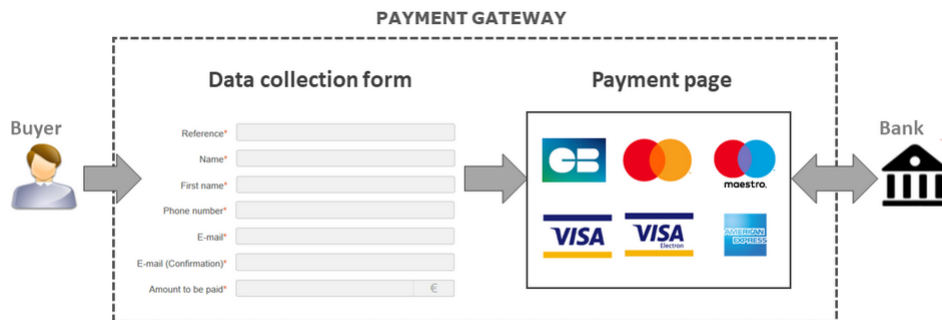 PAYMENT GATEWAY
Data collection form
Payment page
Buyer
Bank
Reference*
Name*
First name*
Phone number*
E-mail*
E-mail (Confirmation)*
Amount to be paid*
€
CB
maestro.
VISA
VISA
Electron
AMERICAN
EXPRESS